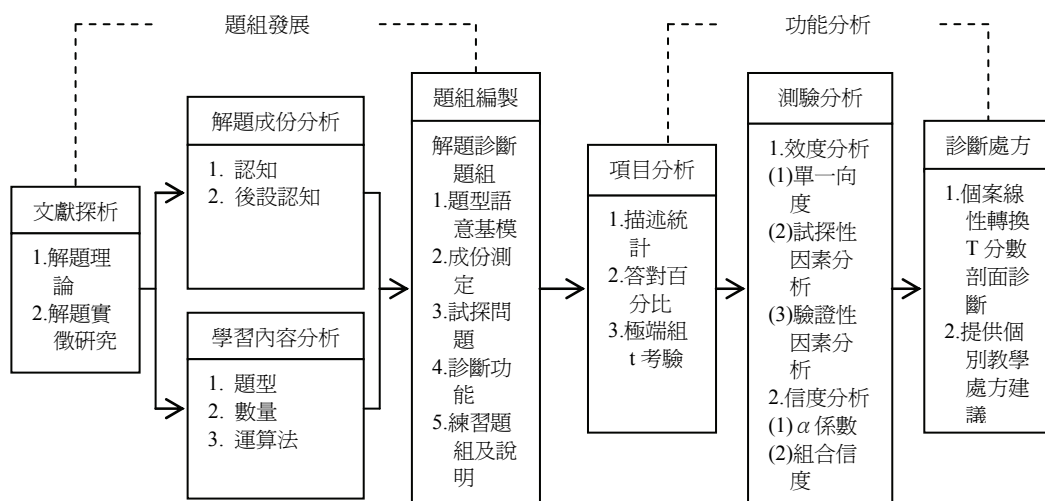 題組發展
功能分析
文獻探析
1.解題理
論
2.解題實
徵研究
解題成份分析
1. 認知
2. 後設認知
學習內容分析
1. 題型
2. 數量
3. 運算法
題組編製
解題診斷
題組
1.題型語
意基模
2.成份測
定
3.試探問
題
4.診斷功
能
5.練習題
組及說
明
項目分析
1.描述統
計
2.答對百
分比
3.極端組
t 考驗
測驗分析
1.效度分析
(1)單一向
度
(2)試探性
因素分
析
(3)驗證性
因素分
析
2.信度分析
(1)α係數
(2)組合信
度
診斷處方
1.個案線
性轉換
T 分數
剖面診
斷
2.提供個
別教學
處方建
議